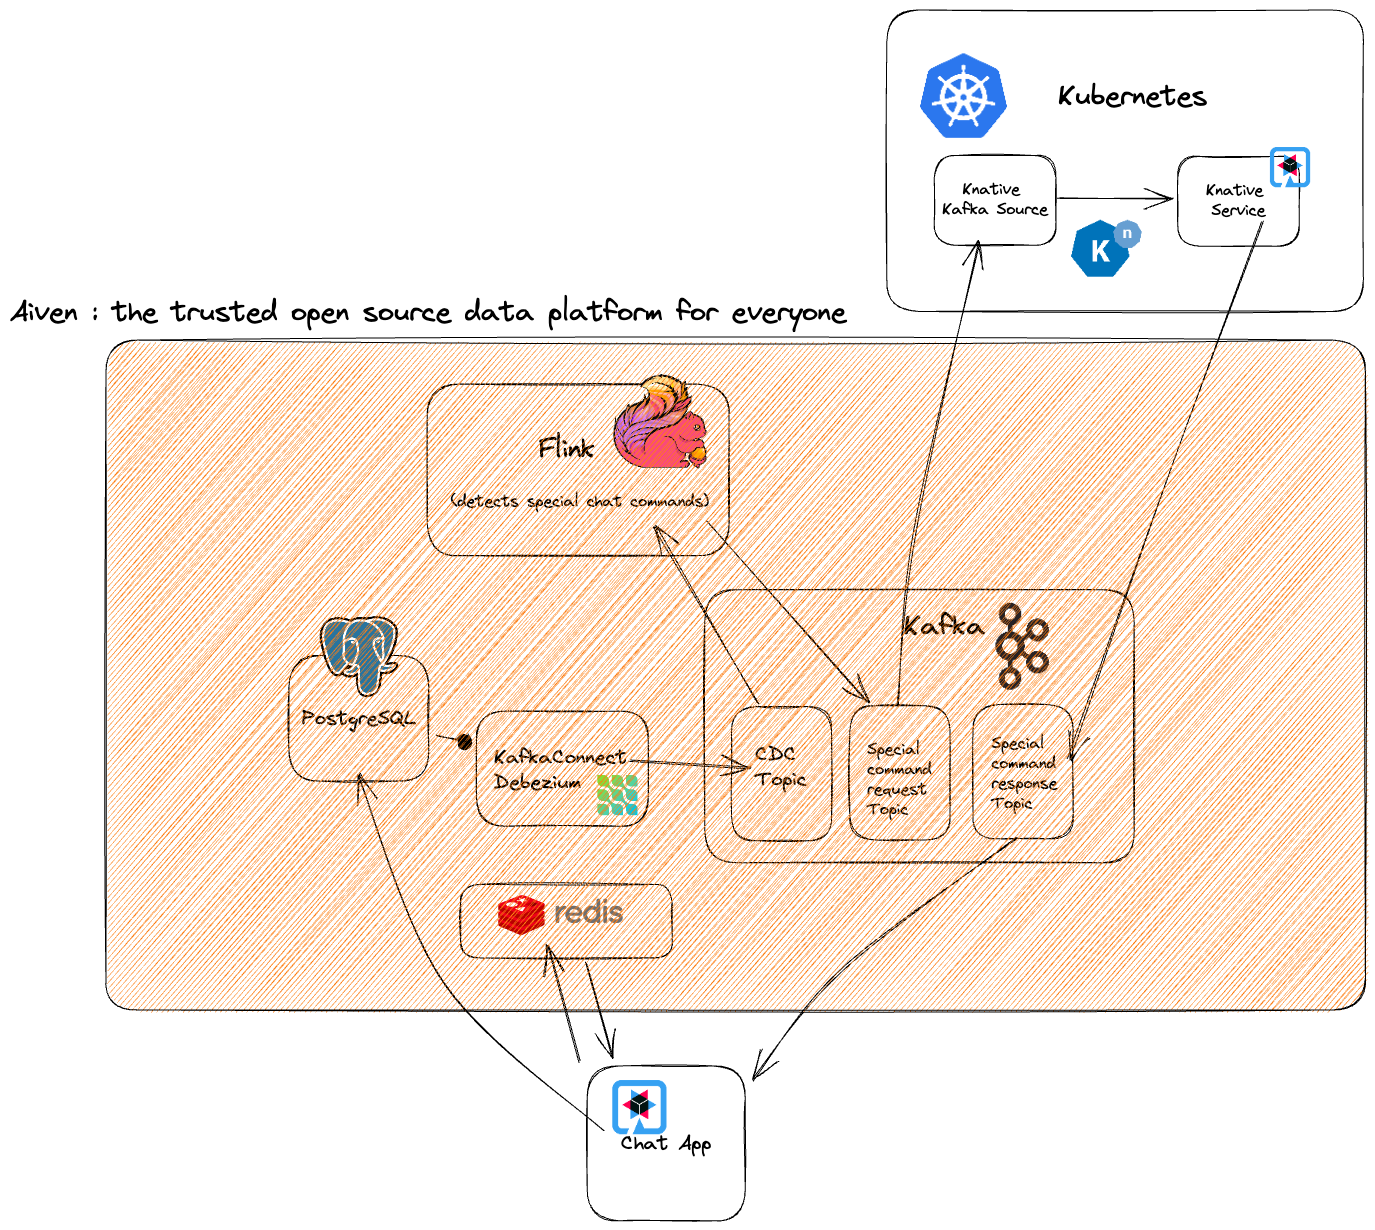 Kubernetes
Knative
Kafka Source
Knative
Service
K
n
Aiven : the trusted open source data platform for everyone
Flink
(detects special chat commands)
Kafka
PostgreSQL
KafkaConnect
Debezium
CDC
Topic
Special
command
request
Topic
Special
command
response
Topic
redis
Chat App